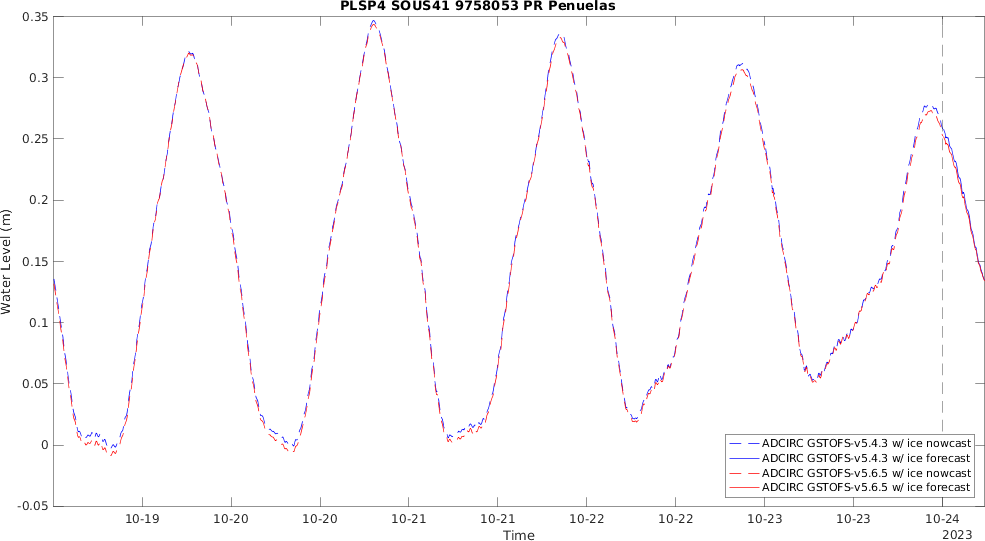 PLSP4 SOUS41 9758053 PR Penuelas
Water Level (m)
0.35
0.3
0.25
0.2
0.15
0.1
0.05
0
-0.05
10-19 10-20 10-20 10-21 10-21 10-22 10-22 10-23 10-23 10-24
2023
Time
ADCIRC GSTOFS-v5.4.3 w/ ice nowcast
ADCIRC GSTOFS-v5.4.3 w/ ice forecast
ADCIRC GSTOFS-v5.6.5 w/ ice nowcast
ADCIRC GSTOFS-v5.6.5 w/ ice forecast